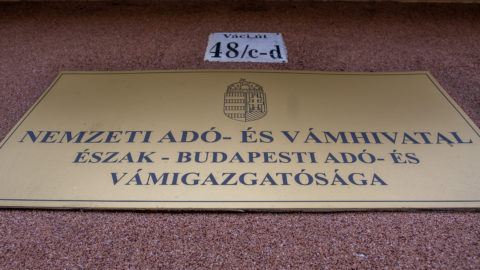 Váci út
48/c-d
NEMZETI ADÓ- ÉS VÁMHIVATAL
ÉSZAK - BUDAPESTI ADÓ- ÉS
VÁMIGAZGATÓSÁGA